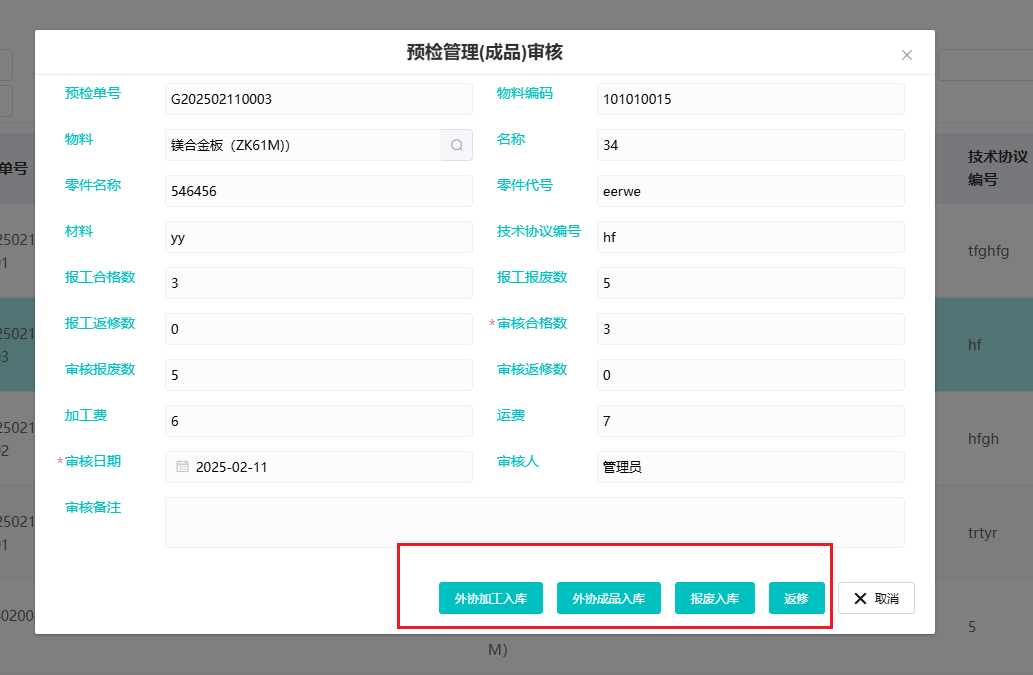 预检管理(成品)审核
预检单号 G202502110003 物料编码 101010015
物料 镁合金板（ZK61M)） 名称 34
零件名称 546456 零件代号 eerwe
材料 yy 技术协议编号 hf
报工合格数 3 报工报废数 5
报工返修数 0 *审核合格数 3
审核报废数 5 审核返修数 0
加工费 6 运费 7
*审核日期 2025-02-11 审核人 管理员
审核备注
外协加工入库 外协成品入库 报废入库 返修 取消
单号
25021
1
25021
3
25021
2
25021
1
40200
技术协议
编号
tfghfg
hf
hfgh
trtyr
5
M）